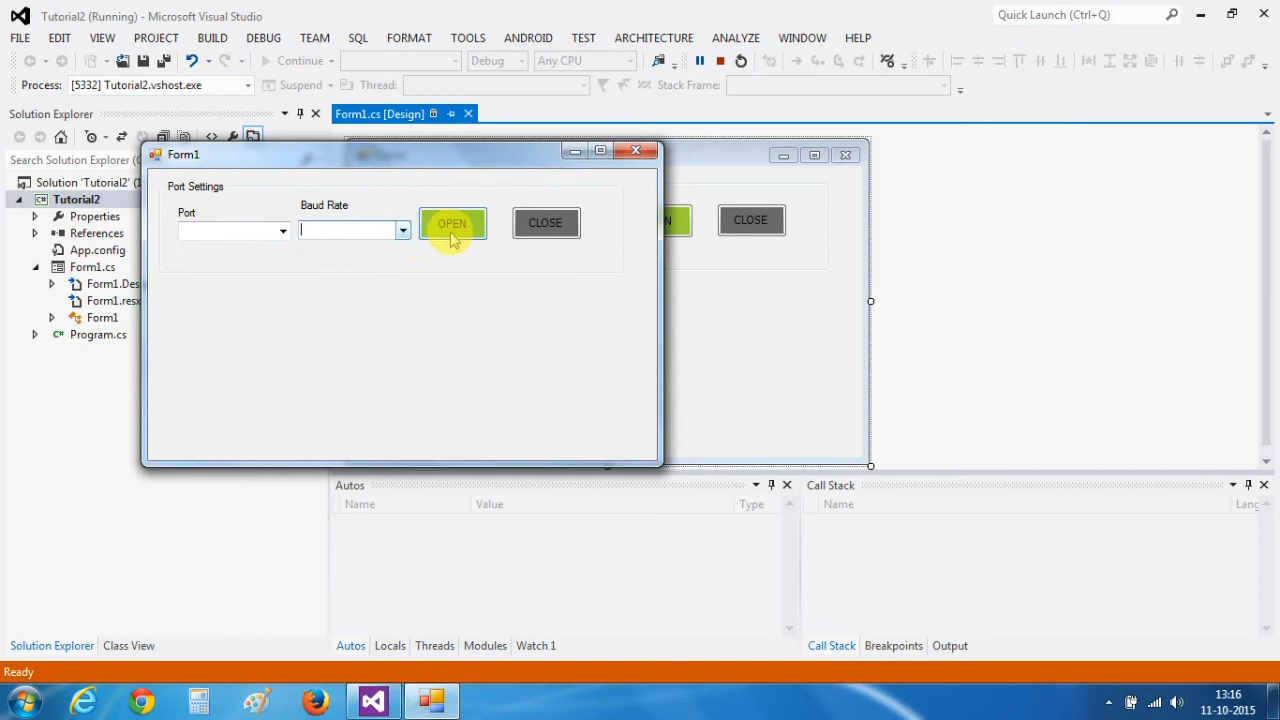 Tutorial2 (Running) - Microsoft Visual Studio
Quick Launch (Ctrl+Q)
FILE EDIT VIEW PROJECT BUILD DEBUG TEAM SQL FORMAT TOOLS ANDROID TEST ARCHITECTURE ANALYZE WINDOW HELP
Continue Debug Any CPU
Process: [5332] Tutorial2.vshost.exe Suspend Thread: Stack Frame:
Solution Explorer
Form1.cs [Design]
Search Solution Explorer (
Solution 'Tutorial2' (1
Tutorial2
Properties
References
App.config
Form1.cs
Form1.Des
Form1.resx
Form1
Program.cs
Form1
Port Settings
Port
Baud Rate
OPEN
CLOSE
N
CLOSE
Autos
Name Value Type
Call Stack
Name Lang
Solution Explorer Class View
Autos Locals Threads Modules Watch 1
Call Stack Breakpoints Output
Ready
13:16
11-10-2015